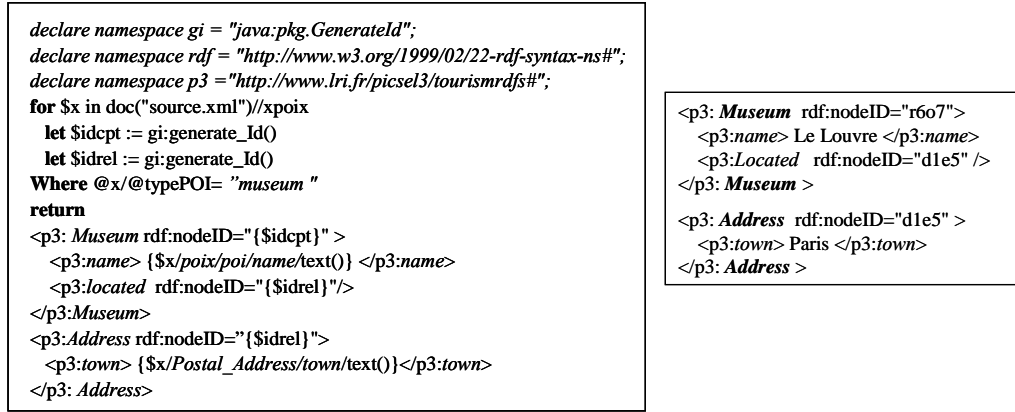 declare namespace gi = "java:pkg.GenerateId";
declare namespace rdf = "http://www.w3.org/1999/02/22-rdf-syntax-ns#";
declare namespace p3 ="http://www.lri.fr/picsel3/tourismrdfs#";
for $x in doc("source.xml")//xpoix
let $idcpt := gi:generate_Id()
let $idrel := gi:generate_Id()
Where @x/@typePOI= ”museum "
return
<p3: Museum rdf:nodeID="{$idcpt}" >
<p3:name> {$x/poix/poi/name/text()} </p3:name>
<p3:located rdf:nodeID="{$idrel}"/>
</p3:Museum>
<p3:Address rdf:nodeID=”{$idrel}">
<p3:town> {$x/Postal_Address/town/text()}</p3:town>
</p3: Address>
<p3: Museum rdf:nodeID="r6o7">
<p3:name> Le Louvre </p3:name>
<p3:Located rdf:nodeID="d1e5" />
</p3: Museum >
<p3: Address rdf:nodeID="d1e5" >
<p3:town> Paris </p3:town>
</p3: Address >